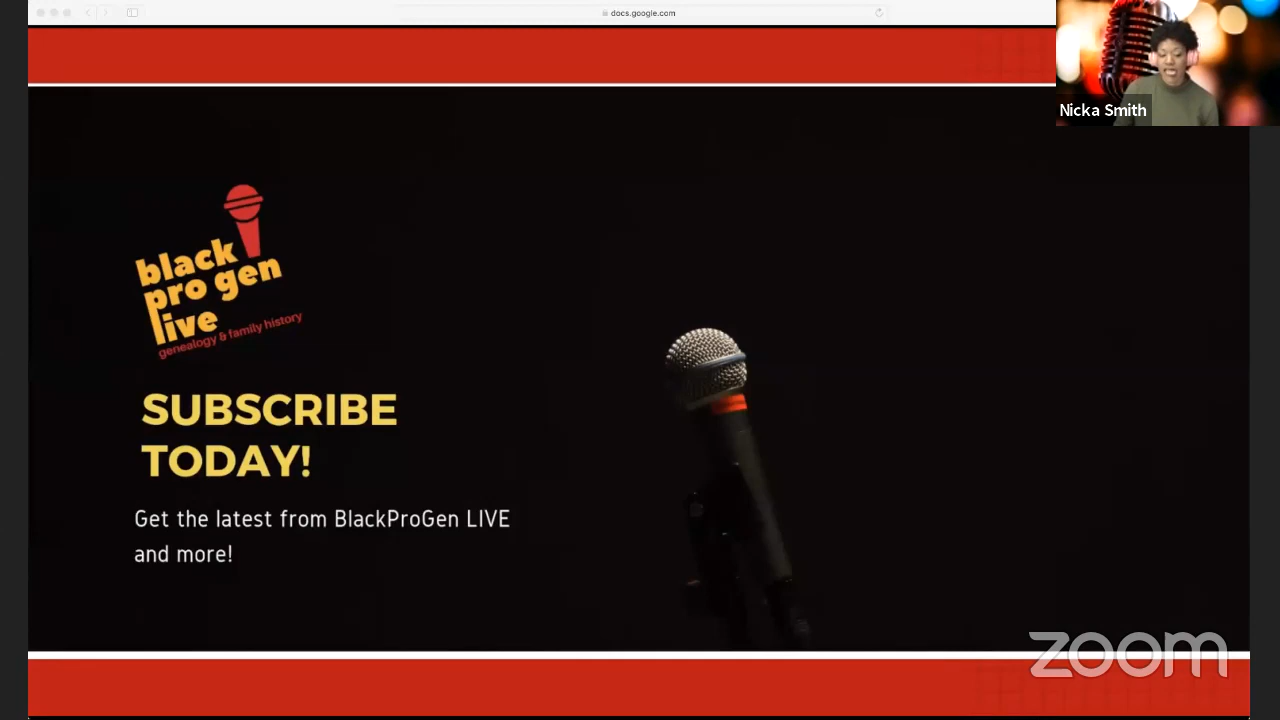 docs.google.com
Nicka Smith
black
pro gen
live
genealogy & family history
SUBSCRIBE
TODAY!
Get the latest from BlackProGen LIVE
and more!
zoom